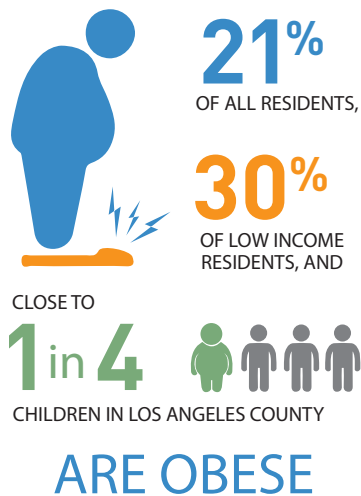 21%
OF ALL RESIDENTS,
30%
OF LOW INCOME
RESIDENTS, AND
CLOSE TO
1 in 4
CHILDREN IN LOS ANGELES COUNTY
ARE OBESE